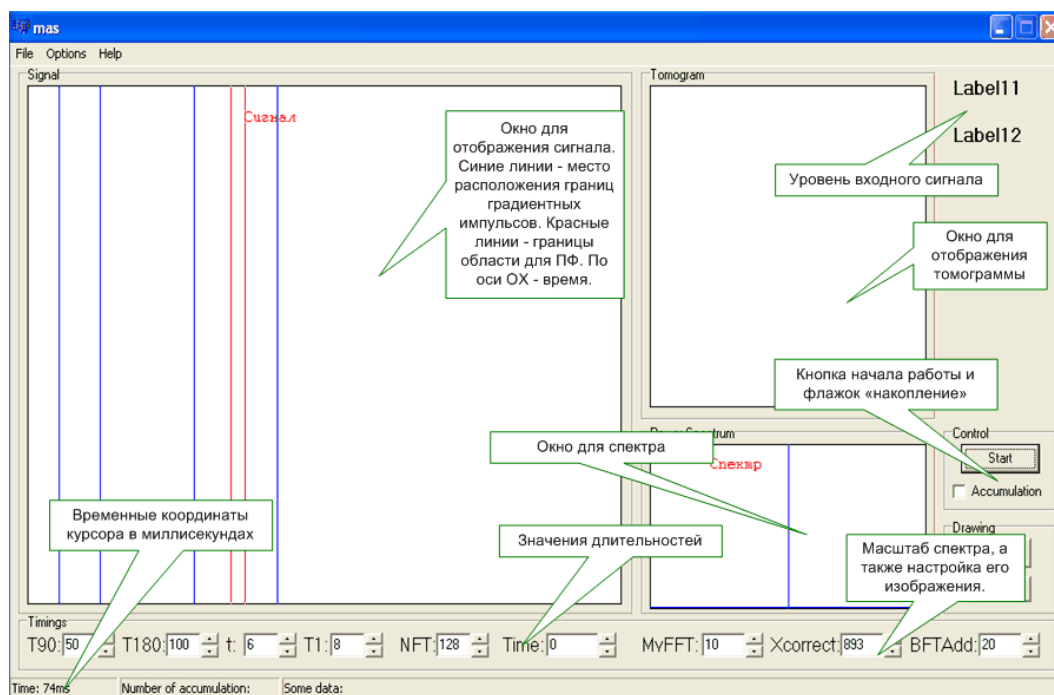 mas
File Options Help
Signal
Сигнал
Окно для
отображения сигнала.
Синие линии - место
расположения границ
градиентных
импульсов. Красные
линии - границы
области для ПФ. По
оси OX - время.
Tomogram
Label11
Label12
Уровень входного сигнала
Окно для
отображения
томограммы
Кнопка начала работы и
флажок «накопление»
Spectrum
Спектр
Окно для спектра
Control
Start
Accumulation
Временные координаты
курсора в миллисекундах
Значения длительностей
Drawing
Масштаб спектра, а
также настройка его
изображения.
Timings
T90: 50 T180: 100 t: 6 T1: 8 NFT: 128 Time: 0 MyFFT: 10 Xcorrect: 893 BFTAdd: 20
Time: 74ms Number of accumulation: Some data: